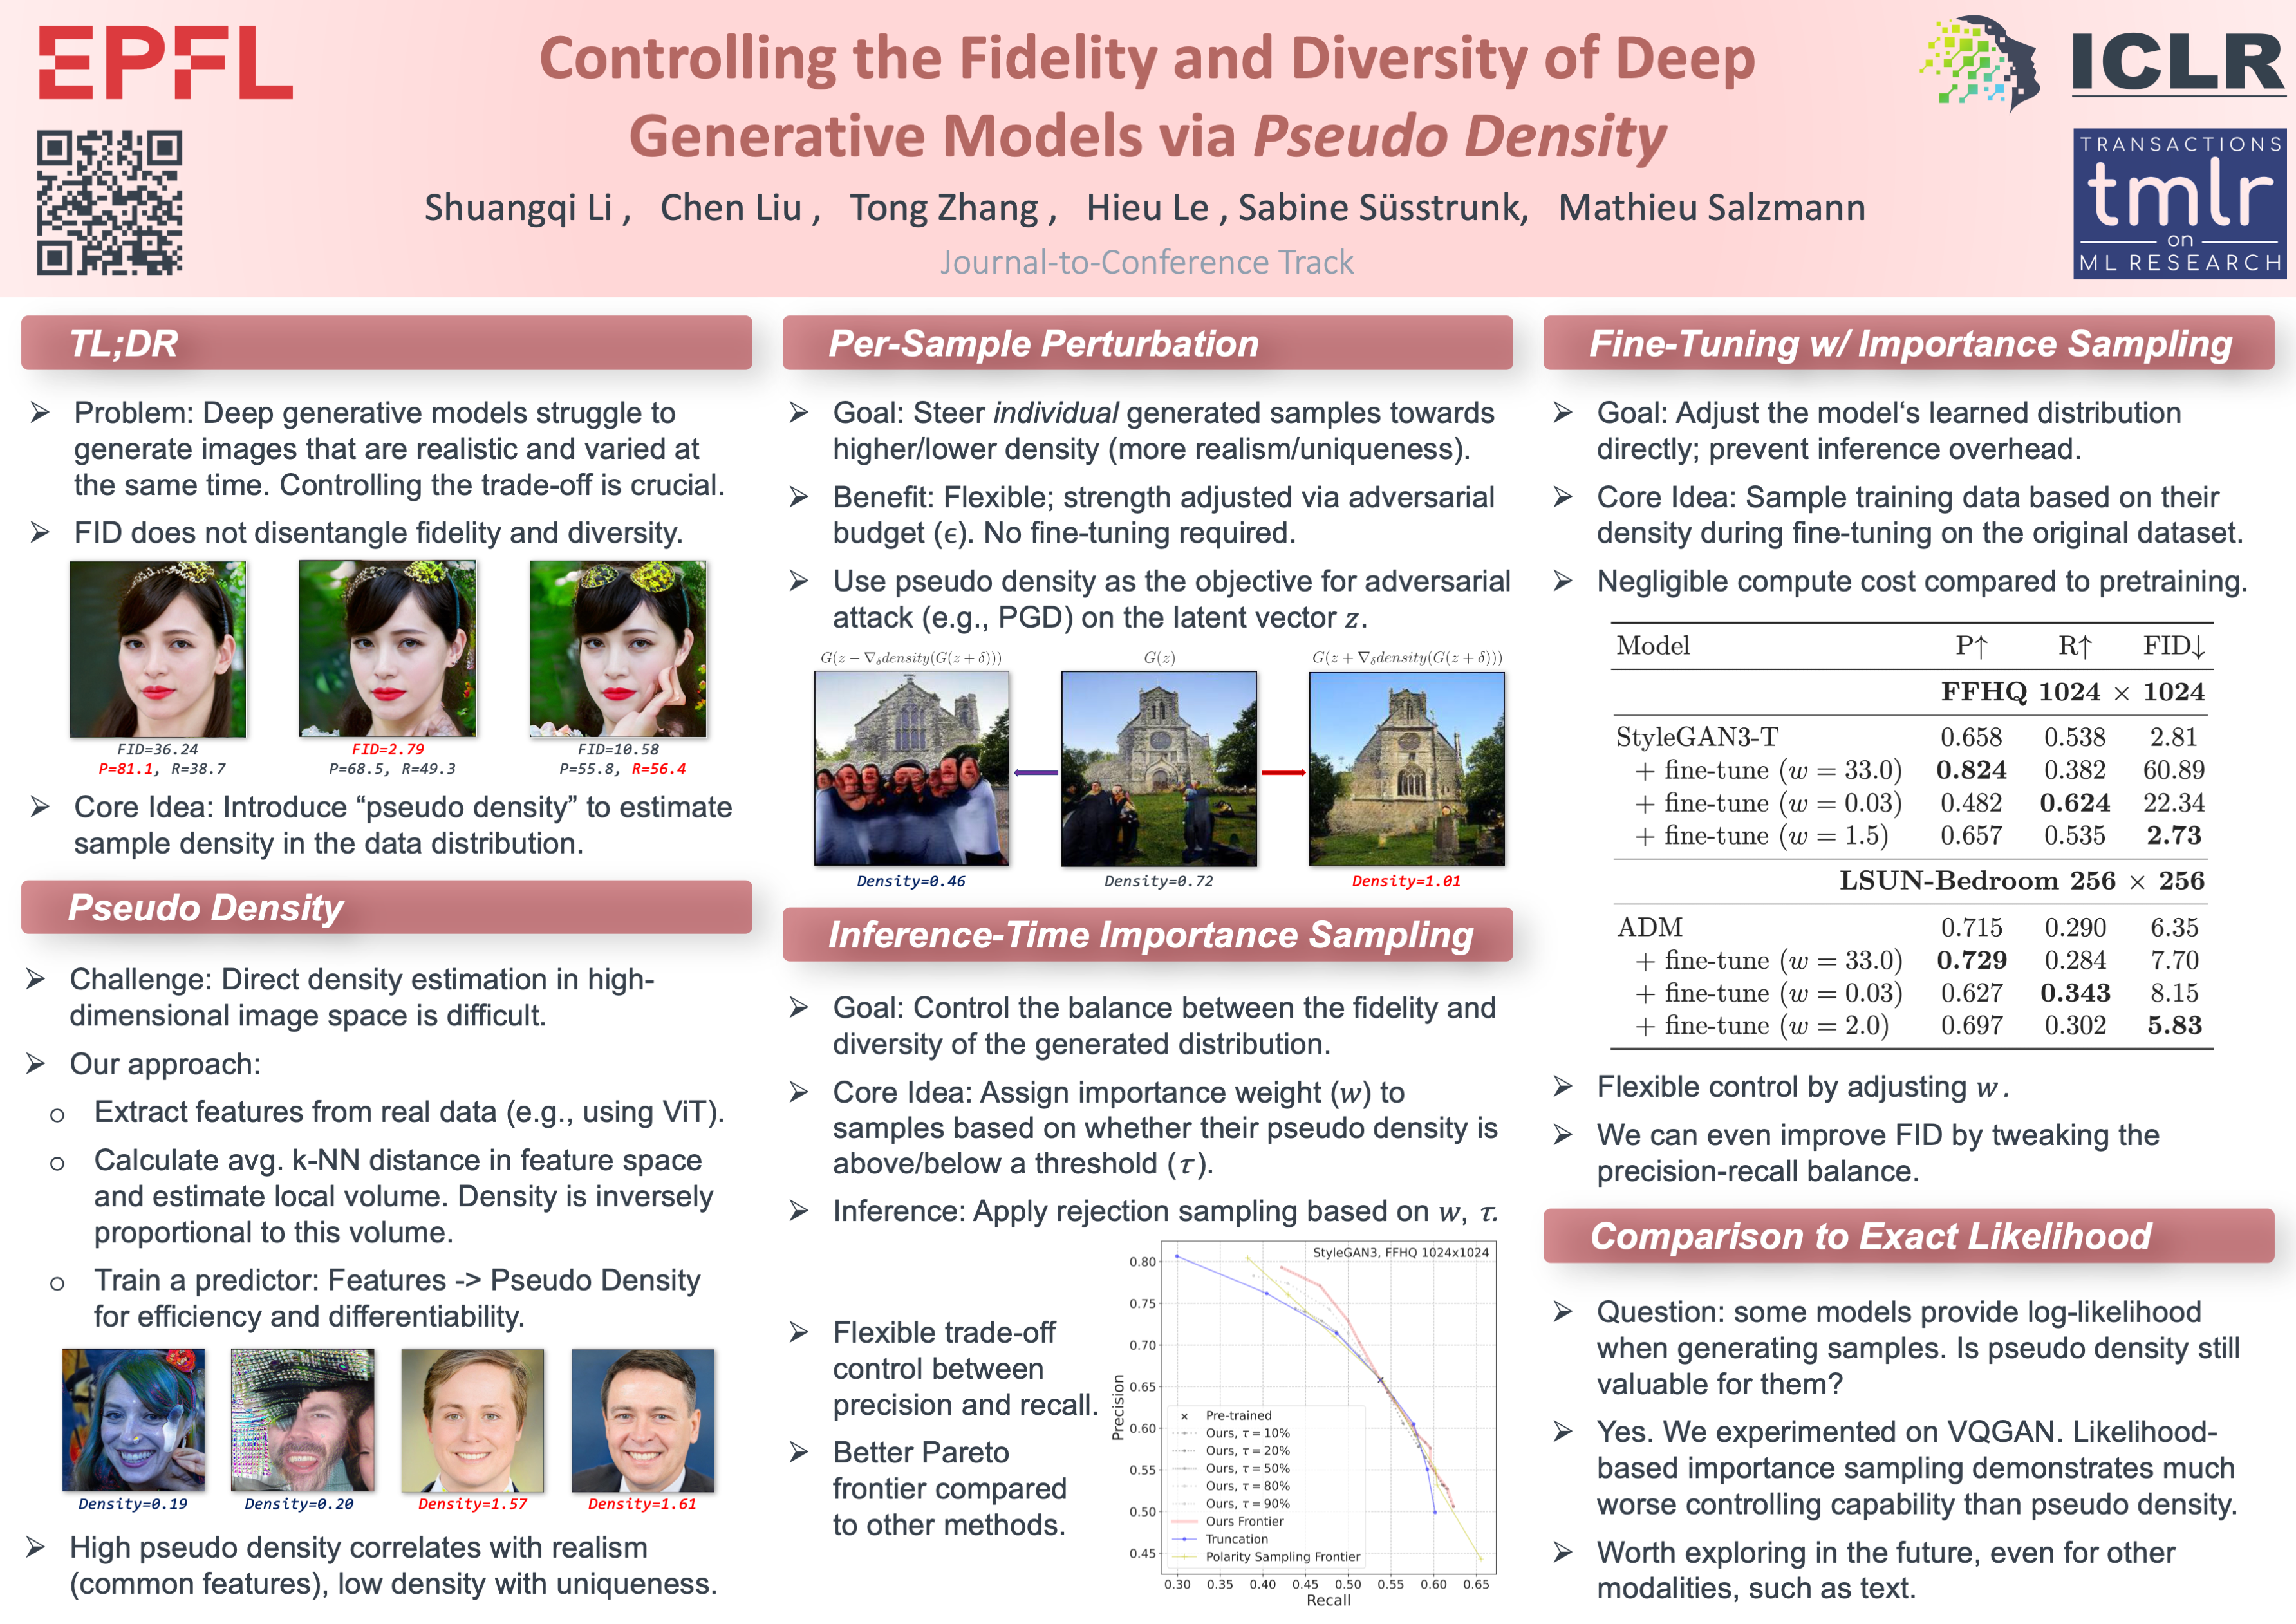 EPFL
Controlling the Fidelity and Diversity of Deep
Generative Models via Pseudo Density
Shuangqi Li , Chen Liu , Tong Zhang , Hieu Le , Sabine Süsstrunk, Mathieu Salzmann
Journal-to-Conference Track
ICLR
TRANSACTIONS
tmlr
on
ML RESEARCH
TL;DR
➢ Problem: Deep generative models struggle to
generate images that are realistic and varied at
the same time. Controlling the trade-off is crucial.
➢ FID does not disentangle fidelity and diversity.
FID=36.24 FID=2.79 FID=10.58
P=81.1, R=38.7 P=68.5, R=49.3 P=55.8, R=56.4
➢ Core Idea: Introduce “pseudo density” to estimate
sample density in the data distribution.
Pseudo Density
➢ Challenge: Direct density estimation in high-
dimensional image space is difficult.
➢ Our approach:
o Extract features from real data (e.g., using ViT).
o Calculate avg. k-NN distance in feature space
and estimate local volume. Density is inversely
proportional to this volume.
o Train a predictor: Features -> Pseudo Density
for efficiency and differentiability.
Density=0.19 Density=0.20 Density=1.57 Density=1.61
➢ High pseudo density correlates with realism
(common features), low density with uniqueness.
Per-Sample Perturbation
➢ Goal: Steer individual generated samples towards
higher/lower density (more realism/uniqueness).
➢ Benefit: Flexible; strength adjusted via adversarial
budget (ϵ). No fine-tuning required.
➢ Use pseudo density as the objective for adversarial
attack (e.g., PGD) on the latent vector z.
G(z − ∇δdensity(G(z + δ))) G(z) G(z + ∇δdensity(G(z + δ)))
Density=0.46 Density=0.72 Density=1.01
Inference-Time Importance Sampling
➢ Goal: Control the balance between the fidelity and
diversity of the generated distribution.
➢ Core Idea: Assign importance weight (w) to
samples based on whether their pseudo density is
above/below a threshold (τ).
➢ Inference: Apply rejection sampling based on w, τ.
➢ Flexible trade-off
control between
precision and recall.
➢ Better Pareto
frontier compared
to other methods.
StyleGAN3, FFHQ 1024x1024
0.80
0.75
0.70
0.65
0.60
0.55
0.50
0.45
Precision
Pre-trained
Ours, τ = 10%
Ours, τ = 20%
Ours, τ = 50%
Ours, τ = 80%
Ours, τ = 90%
Ours Frontier
Truncation
Polarity Sampling Frontier
0.30 0.35 0.40 0.45 0.50 0.55 0.60 0.65
Recall
Fine-Tuning w/ Importance Sampling
➢ Goal: Adjust the model‘s learned distribution
directly; prevent inference overhead.
➢ Core Idea: Sample training data based on their
density during fine-tuning on the original dataset.
➢ Negligible compute cost compared to pretraining.
Model P↑ R↑ FID↓
FFHQ 1024 × 1024
StyleGAN3-T 0.658 0.538 2.81
+ fine-tune (w = 33.0) 0.824 0.382 60.89
+ fine-tune (w = 0.03) 0.482 0.624 22.34
+ fine-tune (w = 1.5) 0.657 0.535 2.73
LSUN-Bedroom 256 × 256
ADM 0.715 0.290 6.35
+ fine-tune (w = 33.0) 0.729 0.284 7.70
+ fine-tune (w = 0.03) 0.627 0.343 8.15
+ fine-tune (w = 2.0) 0.697 0.302 5.83
➢ Flexible control by adjusting w.
➢ We can even improve FID by tweaking the
precision-recall balance.
Comparison to Exact Likelihood
➢ Question: some models provide log-likelihood
when generating samples. Is pseudo density still
valuable for them?
➢ Yes. We experimented on VQGAN. Likelihood-
based importance sampling demonstrates much
worse controlling capability than pseudo density.
➢ Worth exploring in the future, even for other
modalities, such as text.